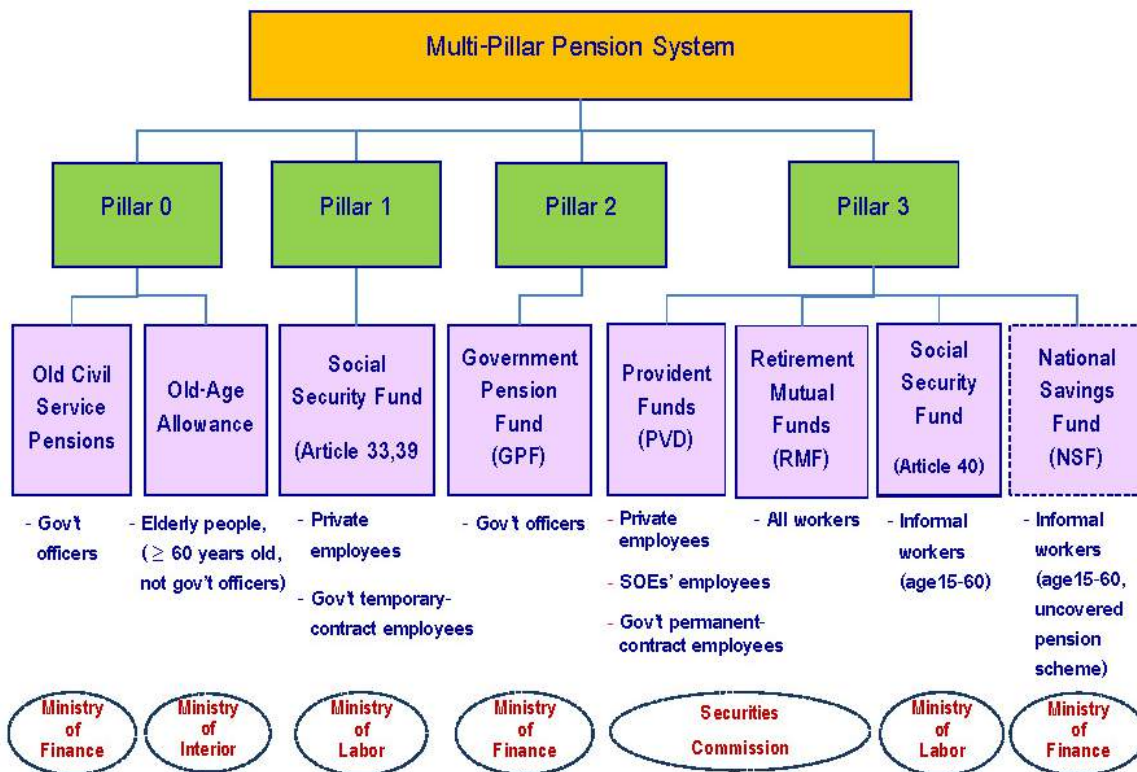 Multi-Pillar Pension System
Pillar 0
Pillar 1
Pillar 2
Pillar 3
Old Civil
Service
Pensions
Old-Age
Allowance
Social
Security Fund
(Article 33,39
Government
Pension
Fund
(GPF)
Provident
Funds
(PVD)
Retirement
Mutual
Funds
(RMF)
Social
Security
Fund
(Article 40)
National
Savings
Fund
(NSF)
- Gov't
officers
- Elderly people,
(≥ 60 years old,
not gov't officers)
- Private
employees
- Gov't temporary-
contract employees
- Gov't officers
- Private
employees
- SOEs' employees
- Gov't permanent-
contract employees
- All workers
- Informal
workers
(age15-60)
- Informal
workers
(age15-60,
uncovered
pension
scheme)
Ministry
of
Finance
Ministry
of
Interior
Ministry
of
Labor
Ministry
of
Finance
Securities
Commission
Ministry
of
Labor
Ministry
of
Finance